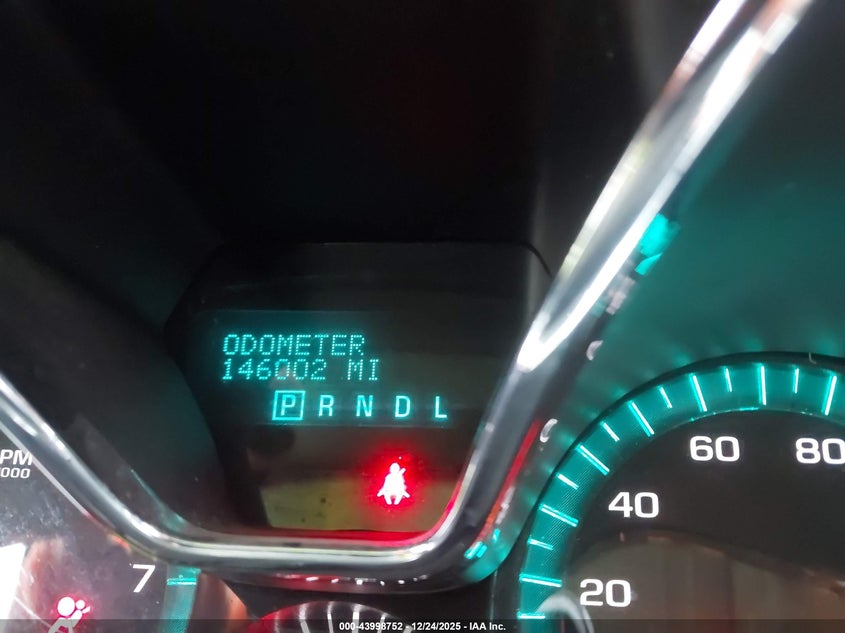 ODOMETER
146002 MI
P R N D L
PM
000
7
20
40
60
80
000-43998752 - 12/24/2025 - IAA Inc.